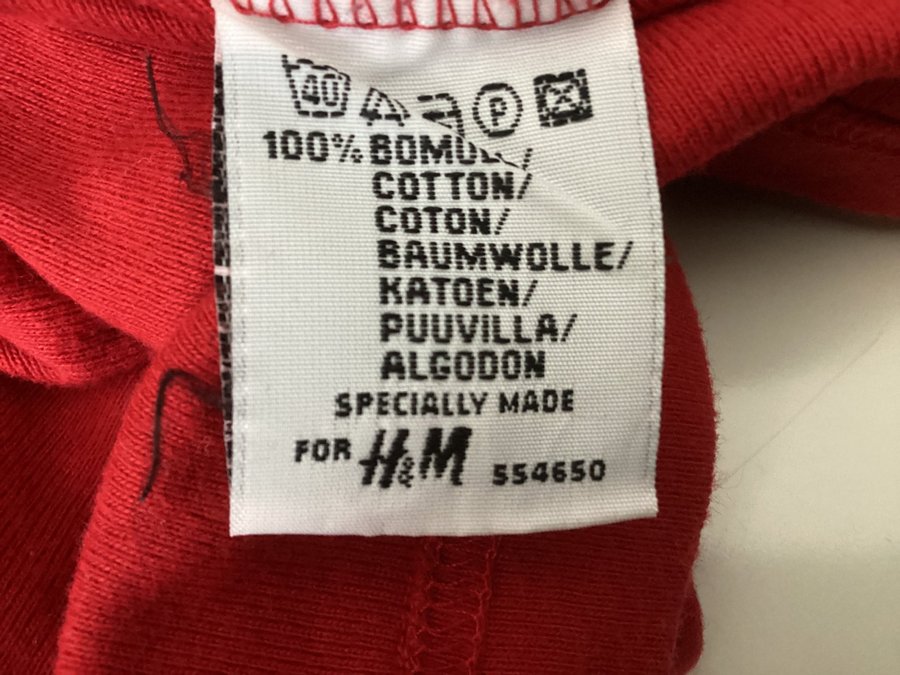 40 P
100%
COTTON/
COTON/
BAUMWOLLE/
KATOEN/
PUUVILLA/
ALGODON
SPECIALLY MADE
FOR H&M 554650